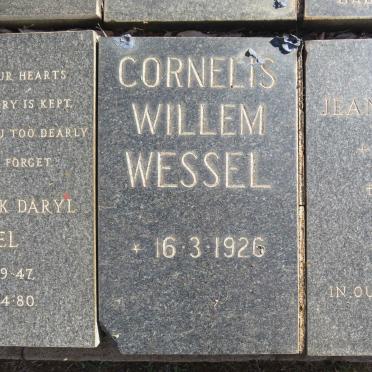 UR HEARTS
RY IS KEPT.
U TOO DEARLY
FORGET.
K DARYL
EL
9·47.
4·80
CORNELIS
WILLEM
WESSEL
+ 16·3·1926
JEAN
+
IN OU